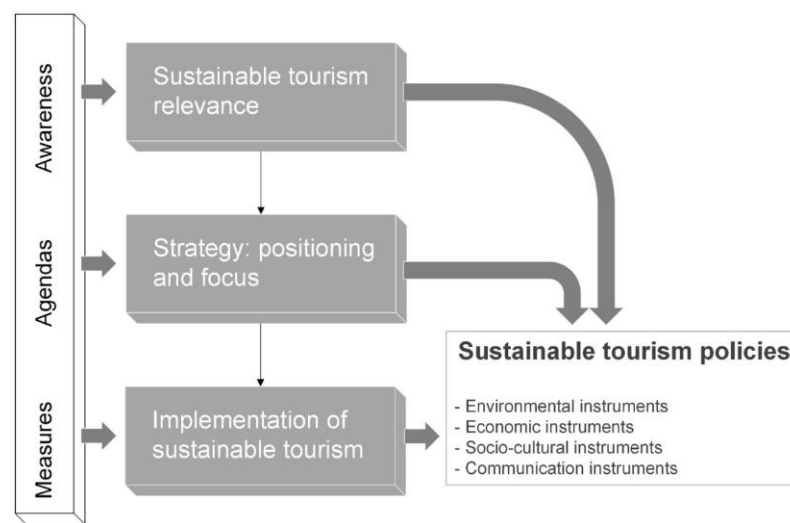 Awareness
Sustainable tourism
relevance
Agendas
Strategy: positioning
and focus
Measures
Implementation of
sustainable tourism
Sustainable tourism policies
- Environmental instruments
- Economic instruments
- Socio-cultural instruments
- Communication instruments